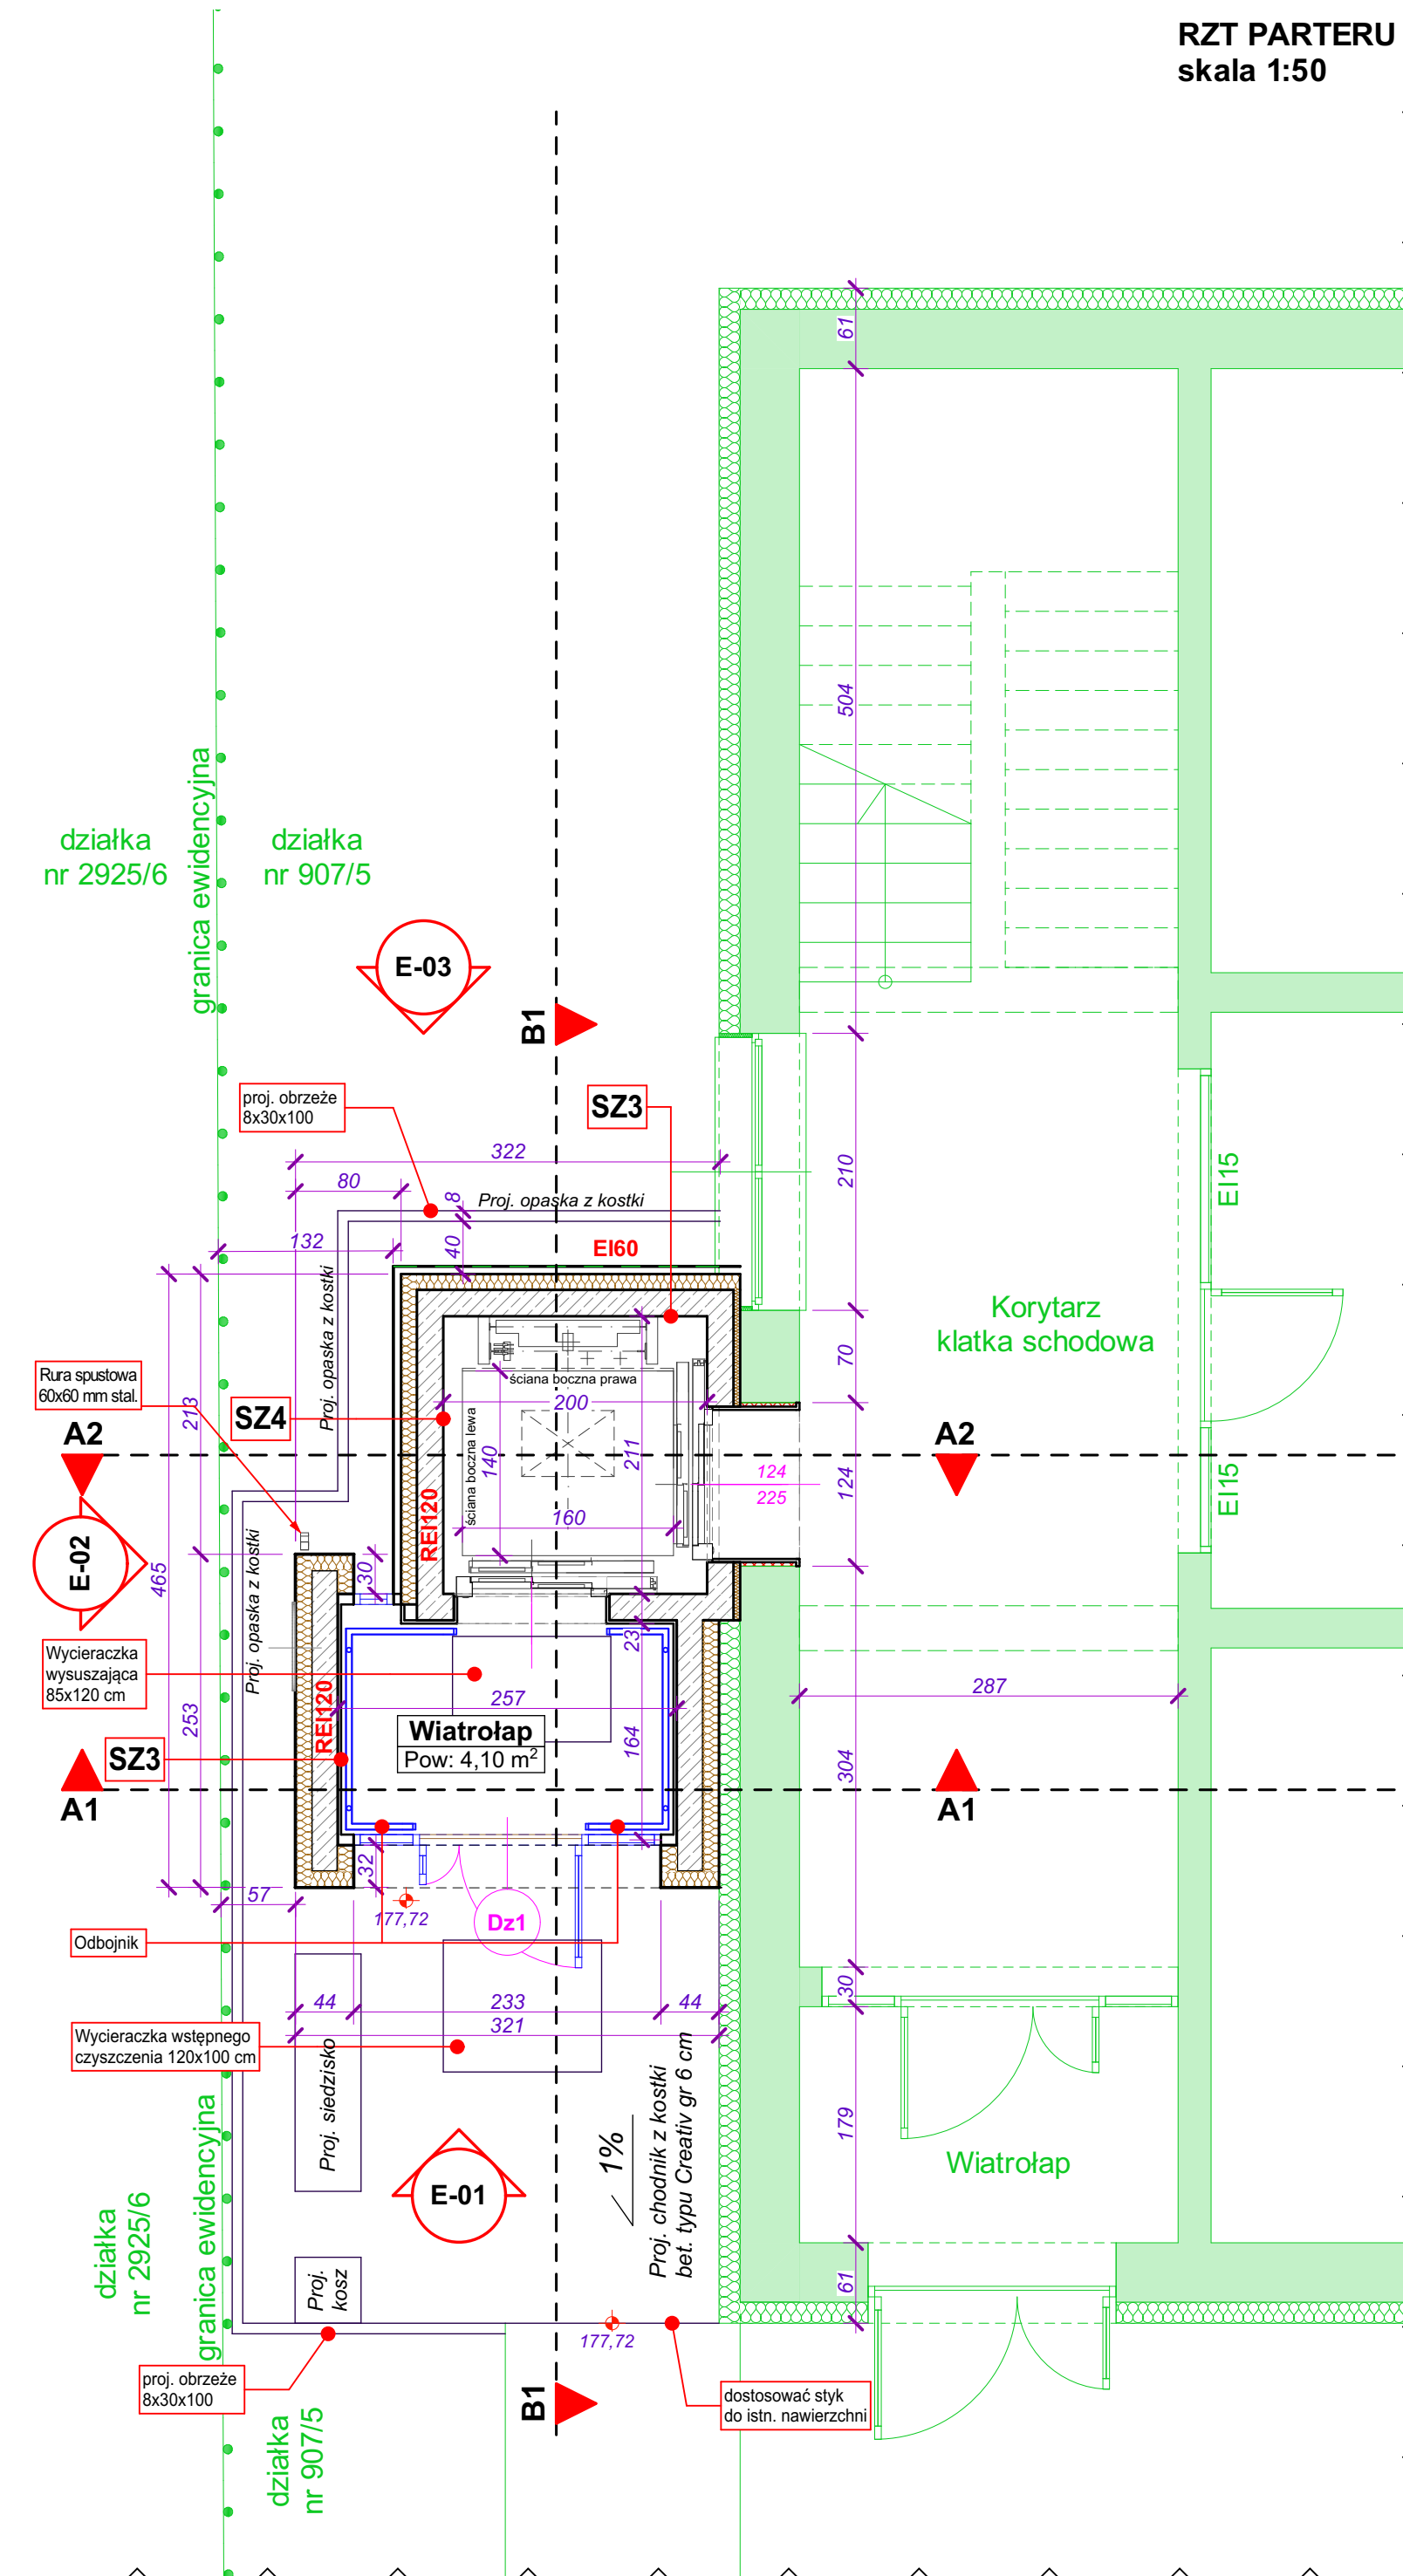 RZT PARTERU
skala 1:50
61
504
działka
nr 2925/6
granica ewidencyjna
działka
nr 907/5
E-03
B1
proj. obrzeże
8x30x100
SZ3
322
80
8
Proj. opaska z kostki
132
40
EI60
210
EI15
Korytarz
klatka schodowa
Proj. opaska z kostki
Rura spustowa
60x60 mm stal.
213
SZ4
ściana boczna prawa
200
70
A2
A2
ściana boczna lewa
140
211
124
225
124
EI15
160
REI120
E-02
465
Proj. opaska z kostki
30
Wycieraczka
wysuszająca
85x120 cm
23
257
287
253
REI120
Wiatrołap
Pow: 4,10 m²
164
SZ3
304
A1
A1
32
57
177,72
Dz1
Odbojnik
30
44
233
44
321
Wycieraczka wstępnego
czyszczenia 120x100 cm
Proj. siedzisko
1%
Proj. chodnik z kostki
bet. typu Creativ gr 6 cm
179
Wiatrołap
E-01
działka
nr 2925/6
granica ewidencyjna
Proj.
kosz
61
177,72
proj. obrzeże
8x30x100
B1
dostosować styk
do istn. nawierzchni
działka
nr 907/5